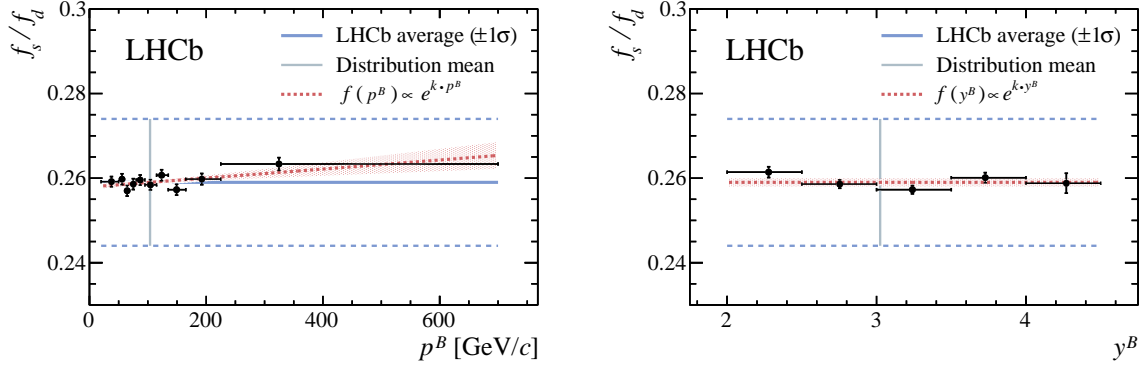 f_s / f_d
LHCb
LHCb average (±1σ)
Distribution mean
f(p^B) ∝ e^{k·p^B}
0.3
0.28
0.26
0.24
0 200 400 600
p^B [GeV/c]
f_s / f_d
LHCb
LHCb average (±1σ)
Distribution mean
f(y^B) ∝ e^{k·y^B}
0.3
0.28
0.26
0.24
2 3 4
y^B